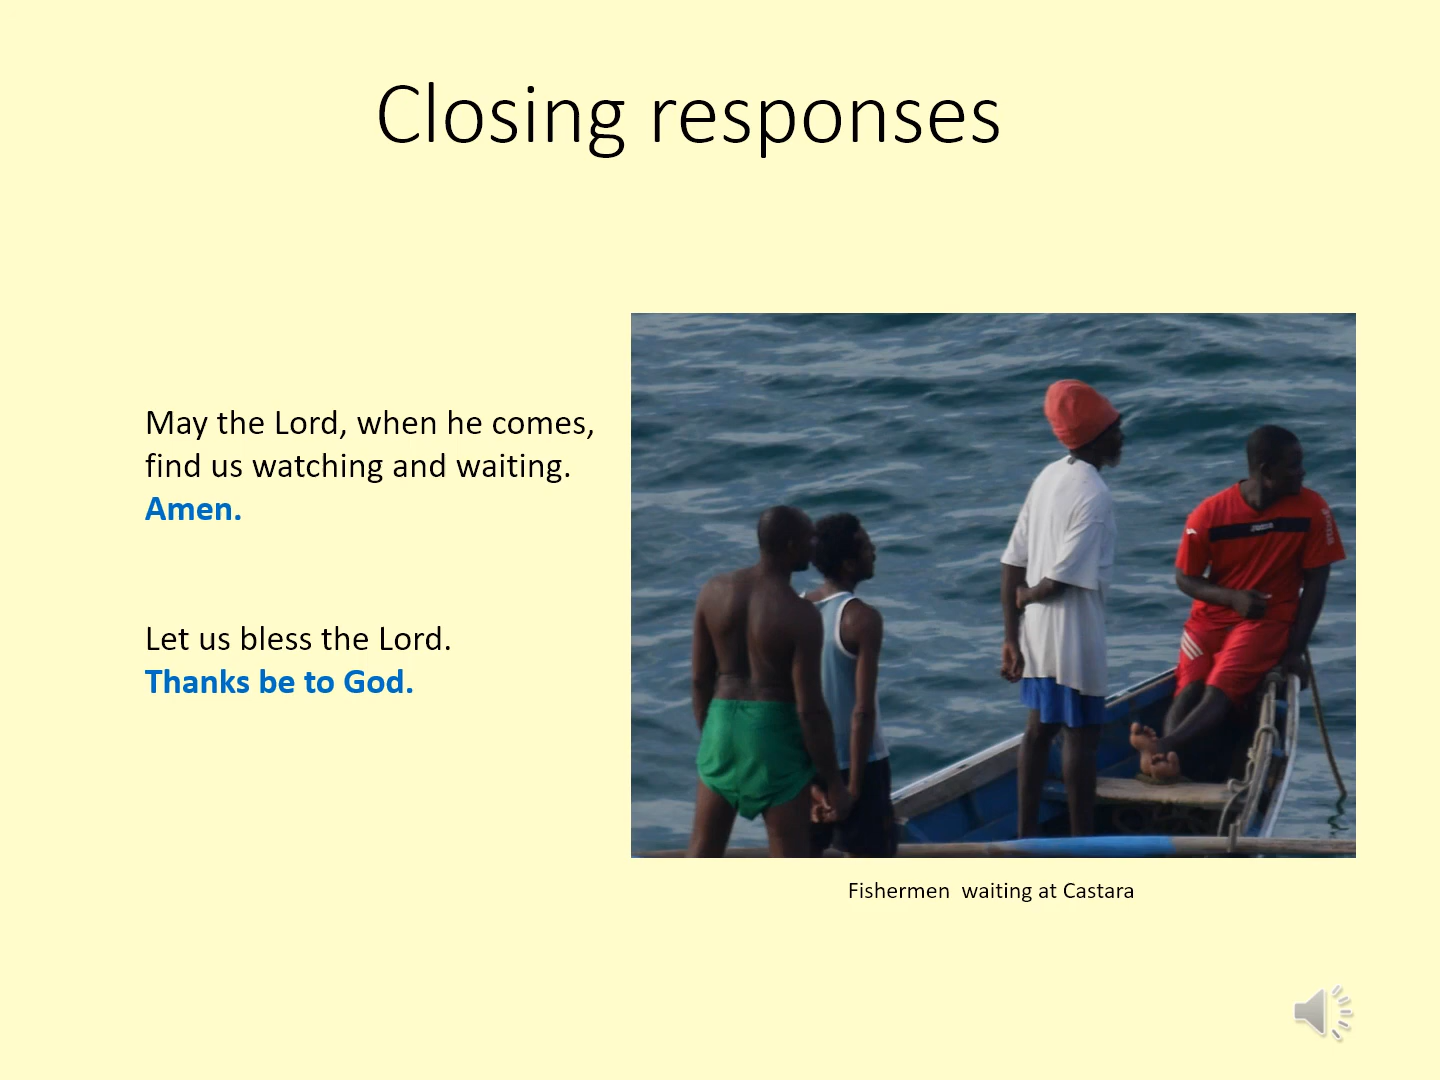 Closing responses
May the Lord, when he comes,
find us watching and waiting.
Amen.
Let us bless the Lord.
Thanks be to God.
Fishermen  waiting at Castara